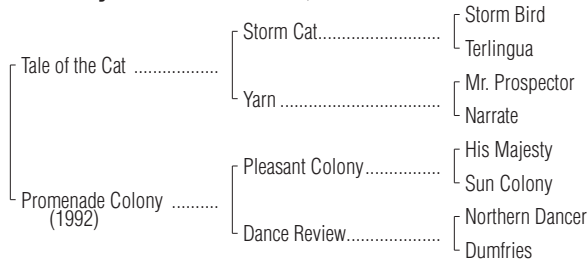 Storm Bird
Storm Cat....................
Terlingua
Tale of the Cat ..................
Mr. Prospector
Yarn ..................................
Narrate
His Majesty
Pleasant Colony................
Sun Colony
Promenade Colony ..........
(1992)
Northern Dancer
Dance Review....................
Dumfries